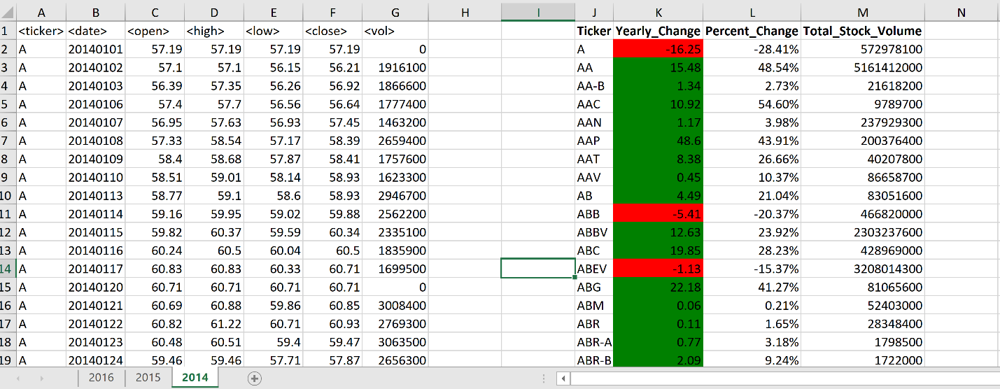 A B C D E F G H I J K L M N
1 <ticker> <date> <open> <high> <low> <close> <vol> Ticker Yearly_Change Percent_Change Total_Stock_Volume
2 A 20140101 57.19 57.19 57.19 57.19 0 A -16.25 -28.41% 572978100
3 A 20140102 57.1 57.1 56.15 56.21 1916100 AA 15.48 48.54% 5161412000
4 A 20140103 56.39 57.35 56.26 56.92 1866600 AA-B 1.34 2.73% 21618200
5 A 20140106 57.4 57.7 56.56 56.64 1777400 AAC 10.92 54.60% 9789700
6 A 20140107 56.95 57.63 56.93 57.45 1463200 AAN 1.17 3.98% 237929300
7 A 20140108 57.33 58.54 57.17 58.39 2659400 AAP 48.6 43.91% 200376400
8 A 20140109 58.4 58.68 57.87 58.41 1757600 AAT 8.38 26.66% 40207800
9 A 20140110 58.51 59.01 58.14 58.93 1623300 AAV 0.45 10.37% 86658700
10 A 20140113 58.77 59.1 58.6 58.93 2946700 AB 4.49 21.04% 83051600
11 A 20140114 59.16 59.95 59.02 59.88 2562200 ABB -5.41 -20.37% 466820000
12 A 20140115 59.82 60.37 59.59 60.34 2335100 ABBV 12.63 23.92% 2303237600
13 A 20140116 60.24 60.5 60.04 60.5 1835900 ABC 19.85 28.23% 428969000
14 A 20140117 60.83 60.83 60.33 60.71 1699500 ABEV -1.13 -15.37% 3208014300
15 A 20140120 60.71 60.71 60.71 60.71 0 ABG 22.18 41.27% 81065600
16 A 20140121 60.69 60.88 59.86 60.85 3008400 ABM 0.06 0.21% 52403000
17 A 20140122 60.82 61.22 60.71 60.93 2769300 ABR 0.11 1.65% 28348400
18 A 20140123 60.48 60.51 59.4 59.47 3063500 ABR-A 0.77 3.18% 1798500
19 A 20140124 59.46 59.46 57.71 57.87 2656300 ABR-B 2.09 9.24% 1722000
2016 2015 2014